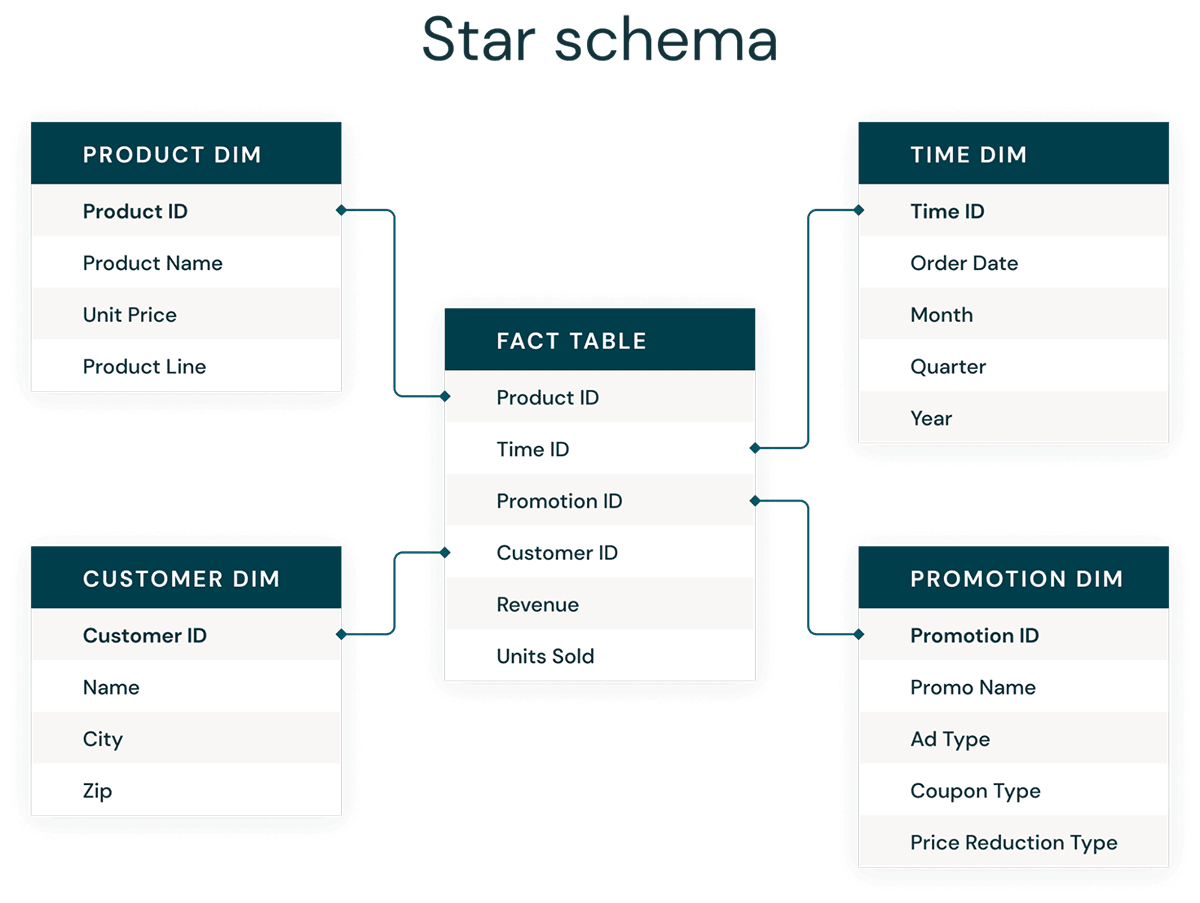 Star schema
PRODUCT DIM
Product ID
Product Name
Unit Price
Product Line
TIME DIM
Time ID
Order Date
Month
Quarter
Year
FACT TABLE
Product ID
Time ID
Promotion ID
Customer ID
Revenue
Units Sold
CUSTOMER DIM
Customer ID
Name
City
Zip
PROMOTION DIM
Promotion ID
Promo Name
Ad Type
Coupon Type
Price Reduction Type